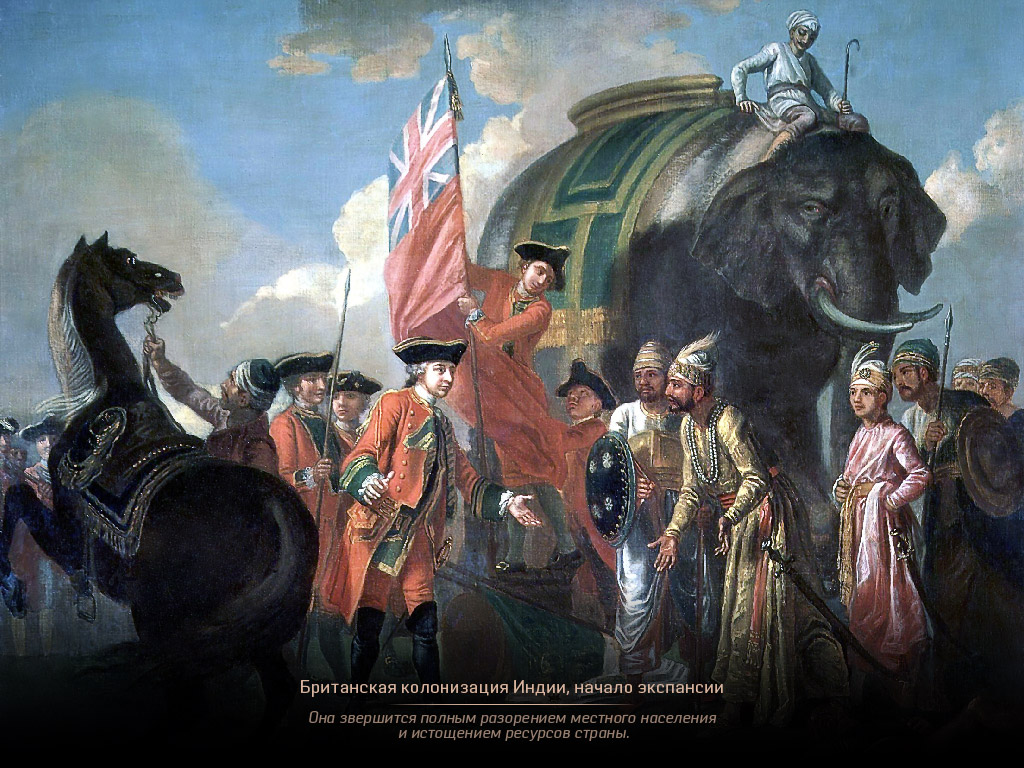 Британская колонизация Индии, начало экспансии
Она звершится полным разорением местного населения
и истощением ресурсов страны.